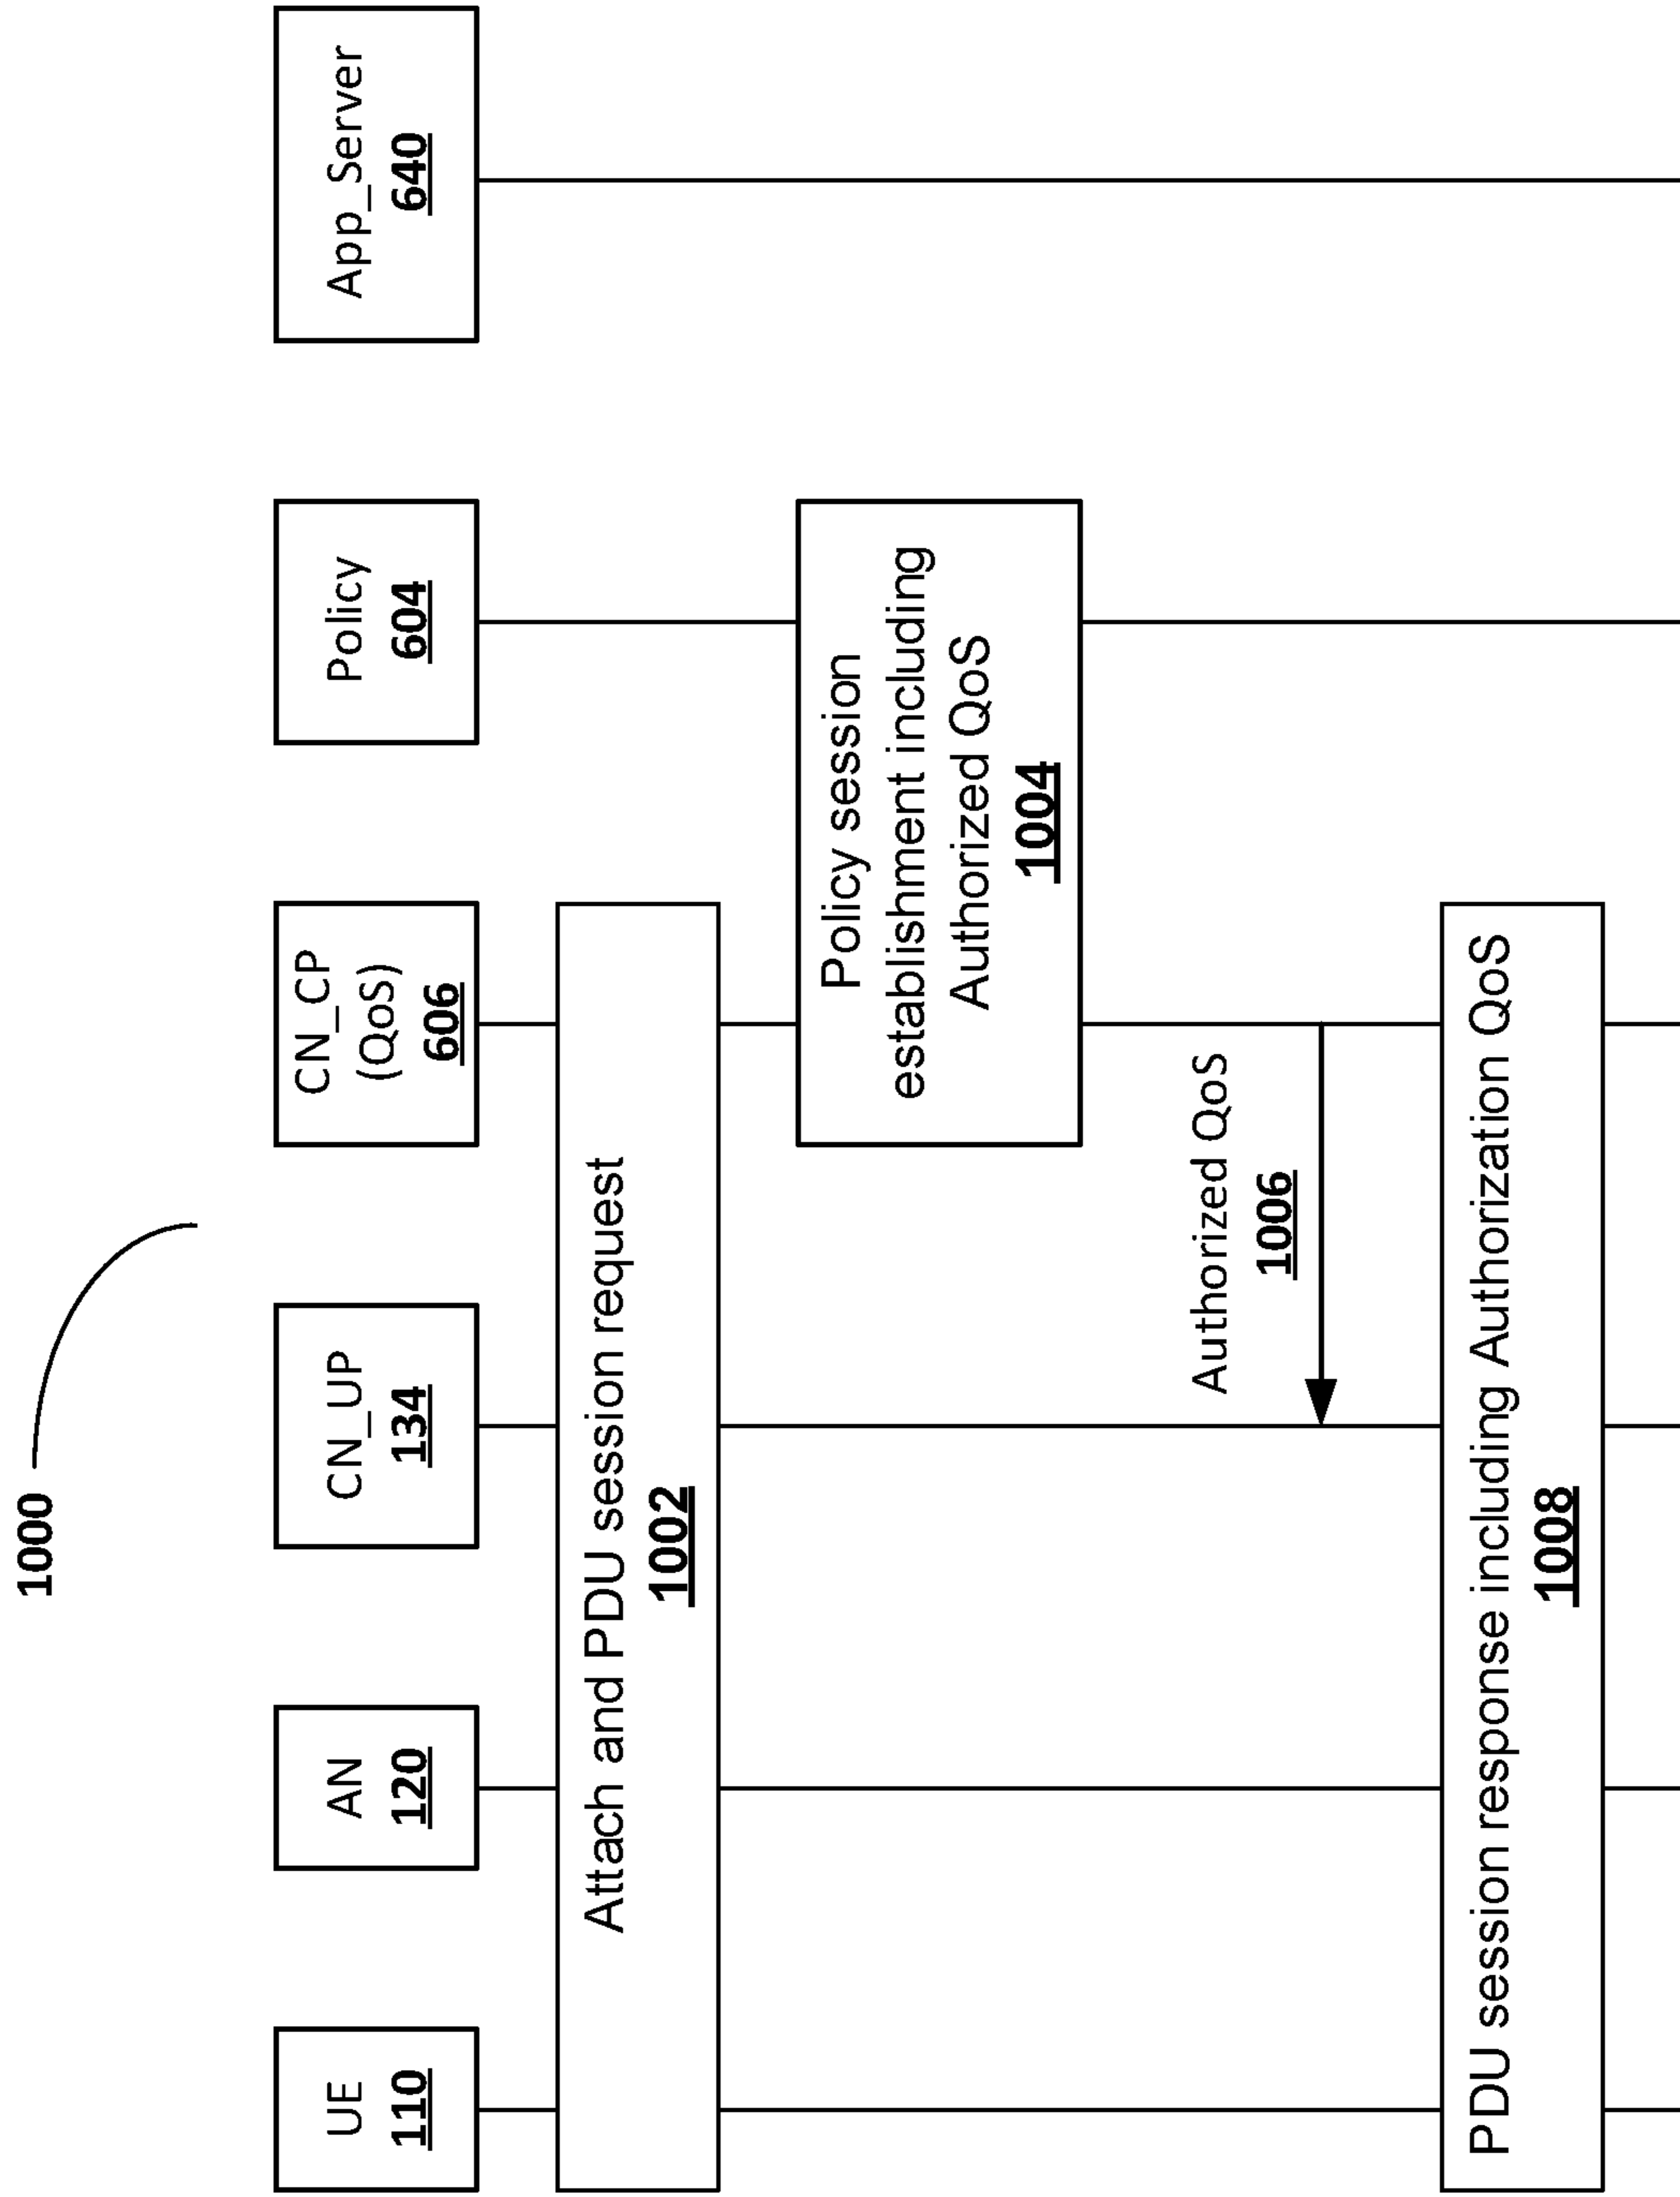 1000
UE
110
AN
120
CN_UP
134
CN_CP
(QoS)
606
Policy
604
App_Server
640
Attach and PDU session request
1002
Policy session
establishment including
Authorized QoS
1004
Authorized QoS
1006
PDU session response including Authorization QoS
1008